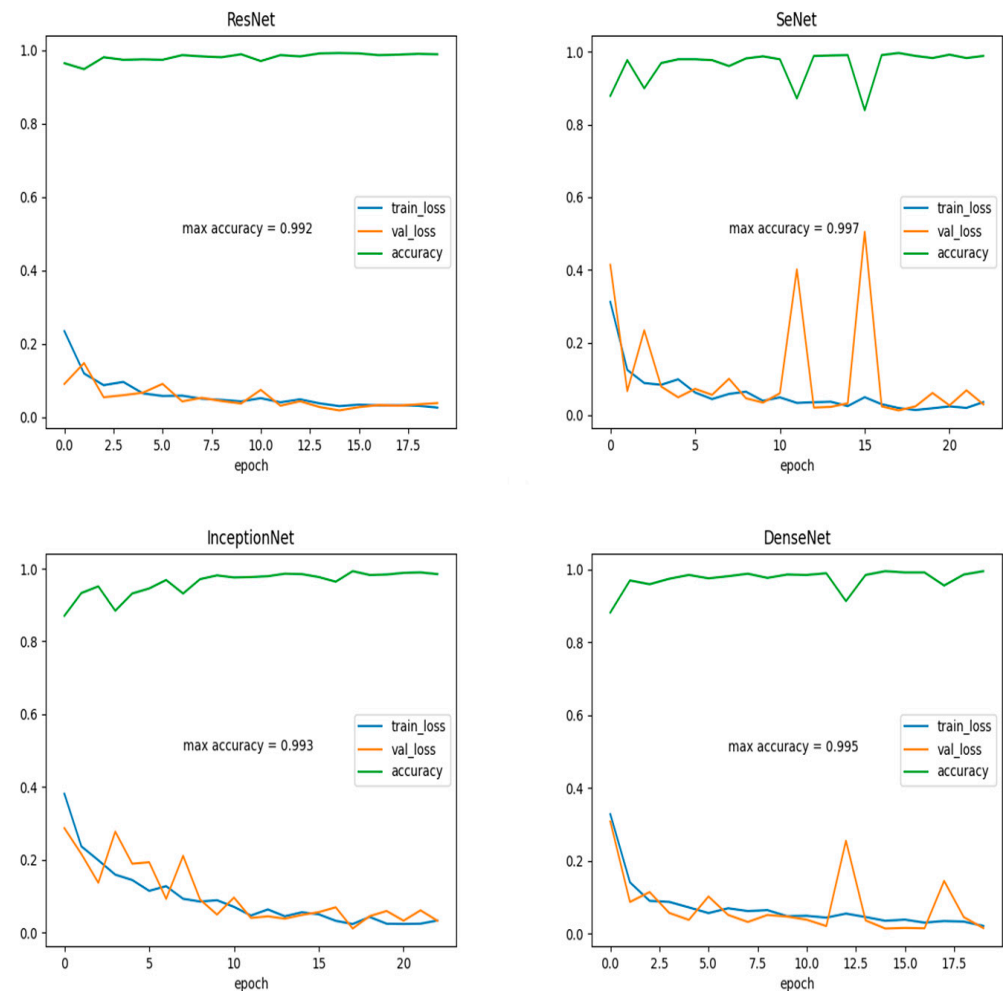 ResNet
1.0
0.8
0.6
0.4
0.2
0.0
max accuracy = 0.992
train_loss
val_loss
accuracy
0.0 2.5 5.0 7.5 10.0 12.5 15.0 17.5
epoch
SeNet
1.0
0.8
0.6
0.4
0.2
0.0
max accuracy = 0.997
train_loss
val_loss
accuracy
0 5 10 15 20
epoch
InceptionNet
1.0
0.8
0.6
0.4
0.2
0.0
max accuracy = 0.993
train_loss
val_loss
accuracy
0 5 10 15 20
epoch
DenseNet
1.0
0.8
0.6
0.4
0.2
0.0
max accuracy = 0.995
train_loss
val_loss
accuracy
0.0 2.5 5.0 7.5 10.0 12.5 15.0 17.5
epoch